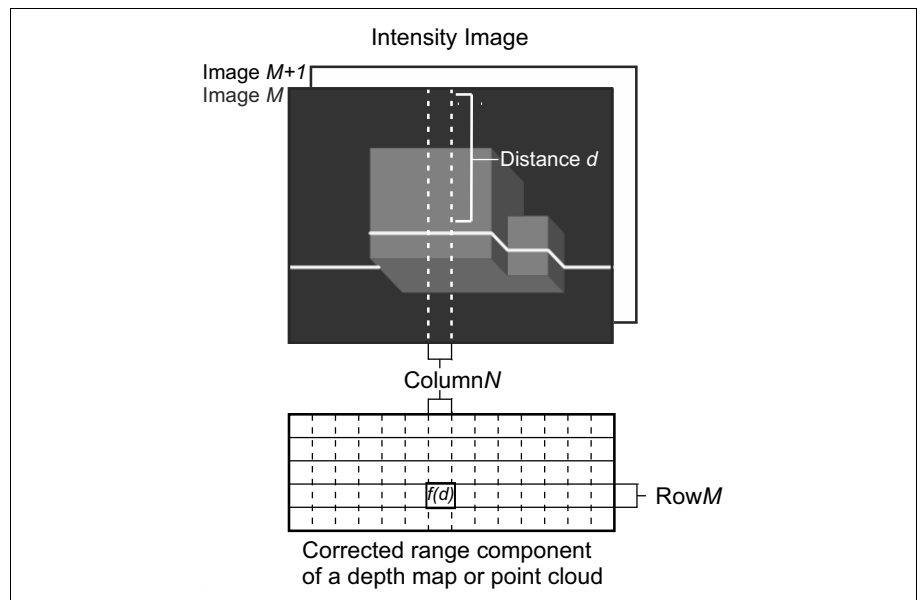 Intensity Image
Image M+1
Image M
Distance d
ColumnN
f(d)
RowM
Corrected range component
of a depth map or point cloud